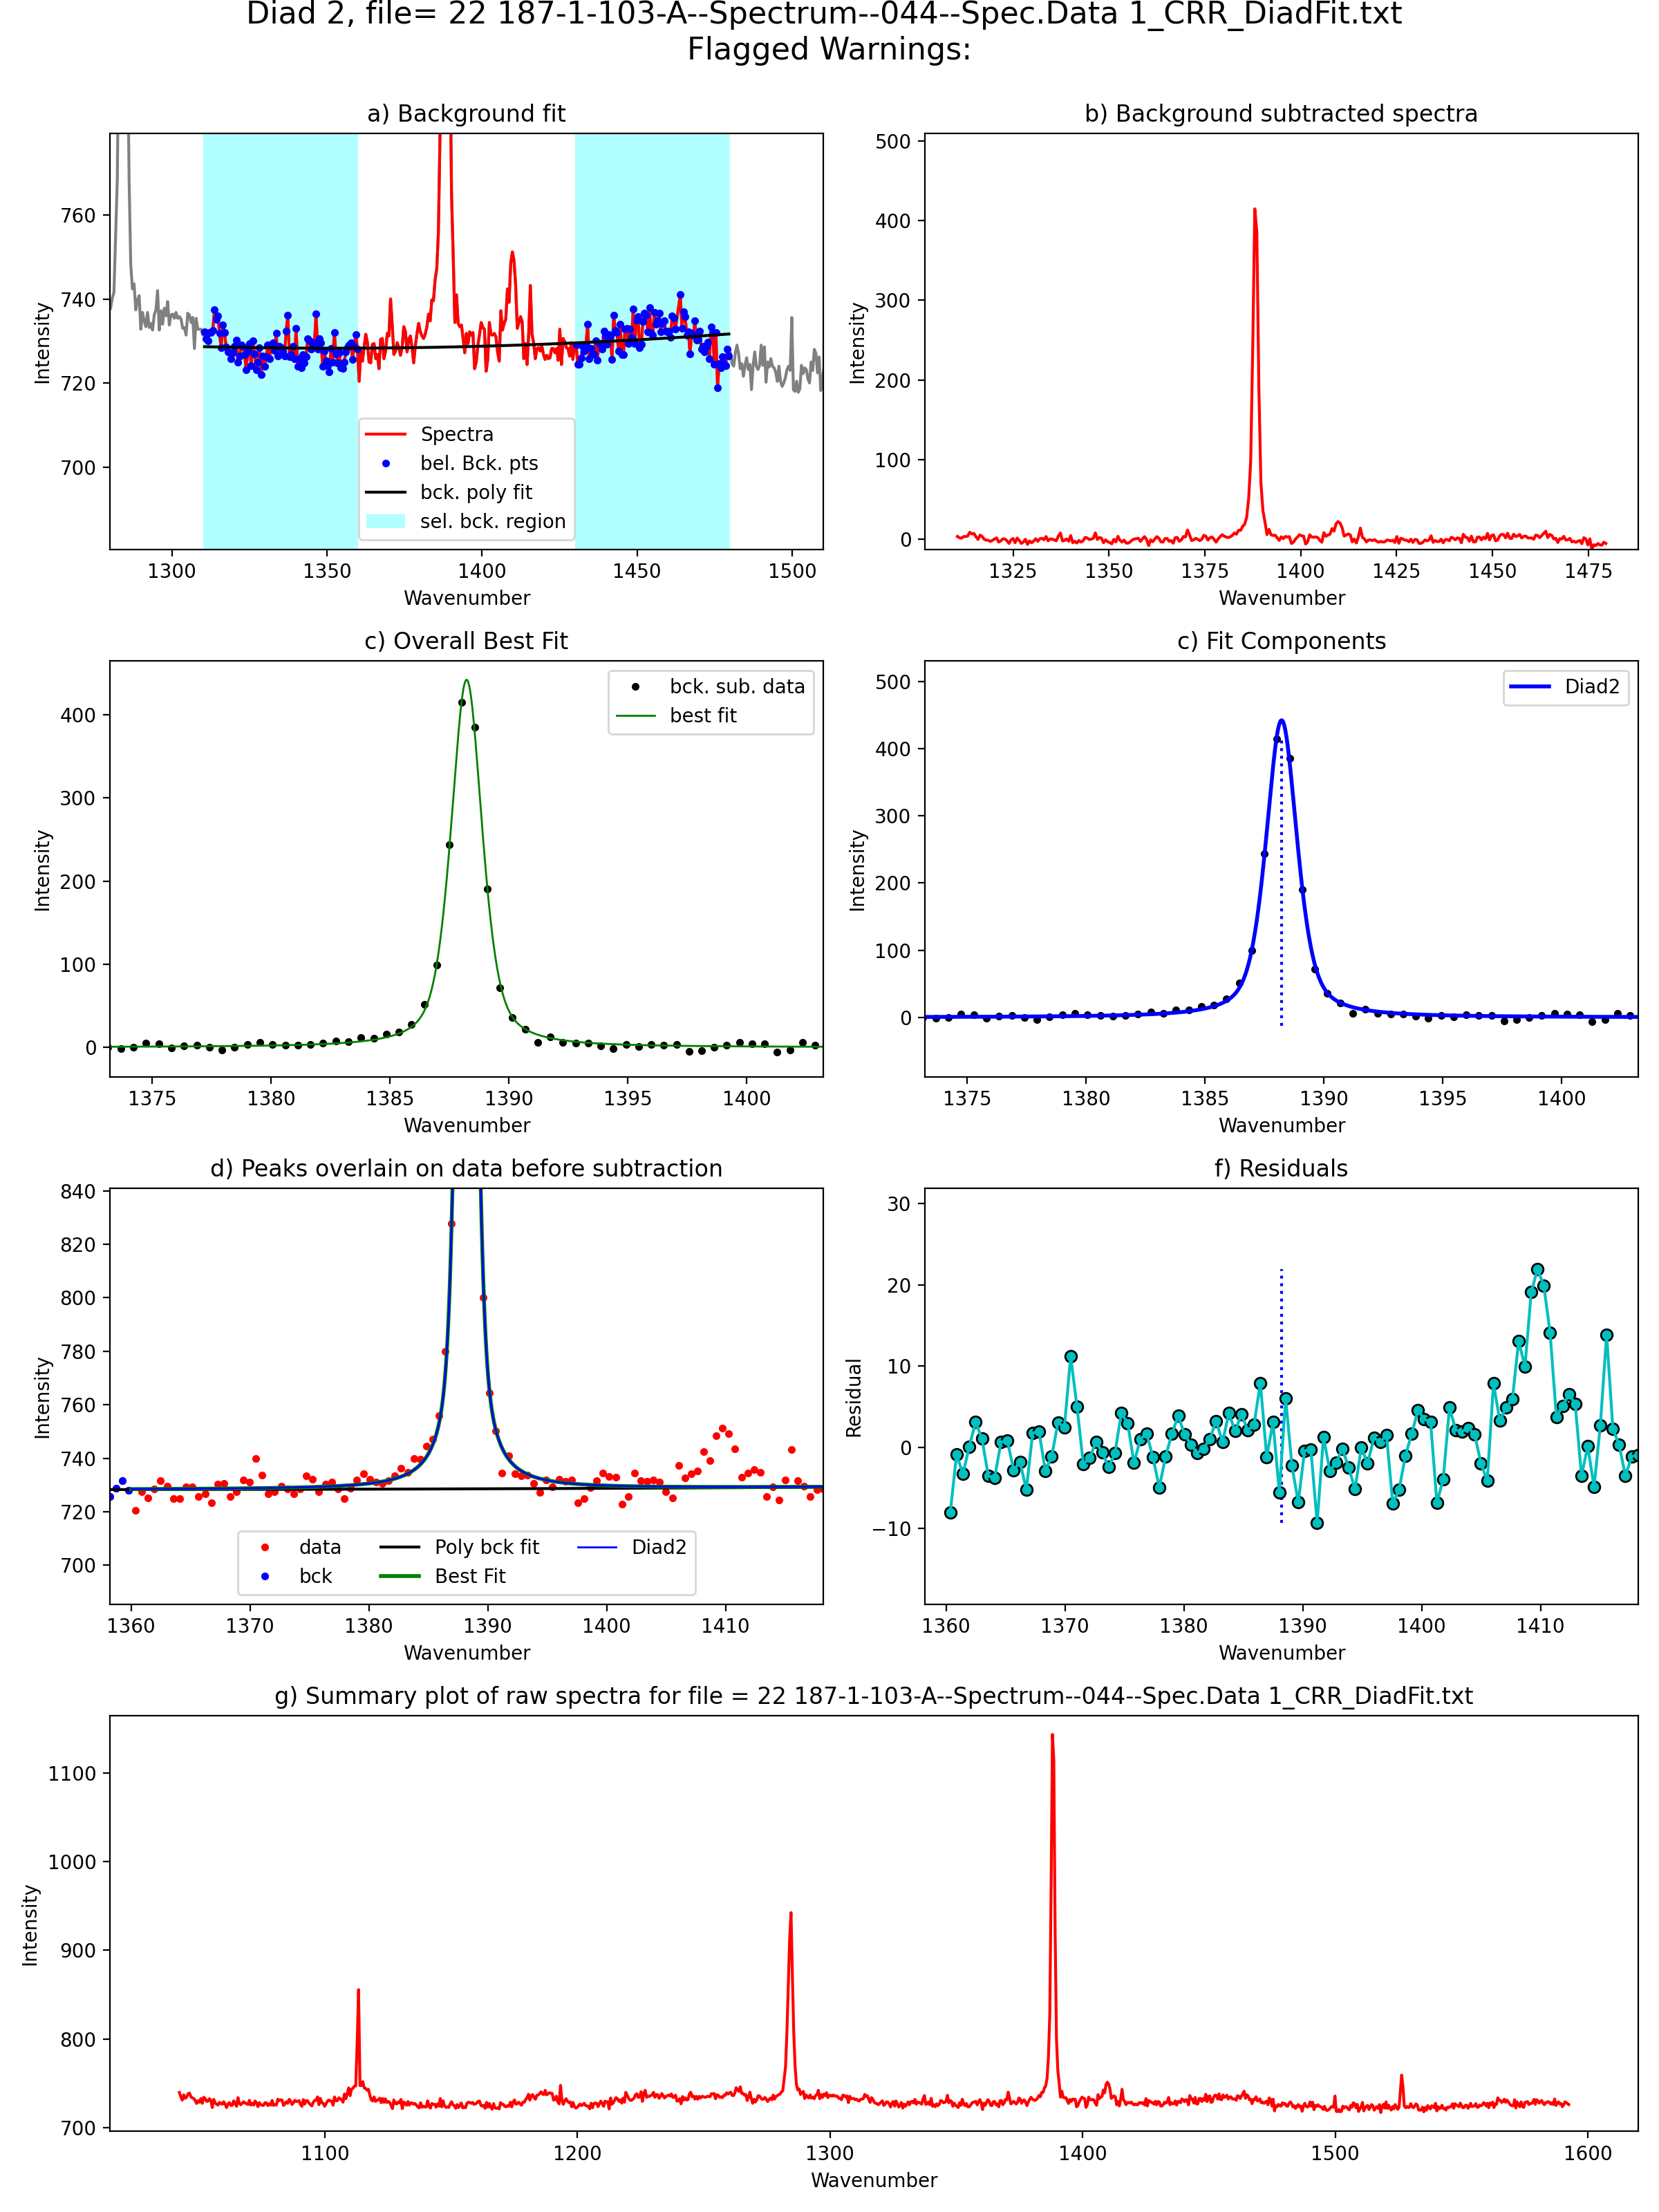 Diad 2, file= 22 187-1-103-A--Spectrum--044--Spec.Data 1_CRR_DiadFit.txt
Flagged Warnings:
a) Background fit
Intensity
760
740
720
700
Spectra
bel. Bck. pts
bck. poly fit
sel. bck. region
1300 1350 1400 1450 1500
Wavenumber
b) Background subtracted spectra
Intensity
500
400
300
200
100
0
1325 1350 1375 1400 1425 1450 1475
Wavenumber
c) Overall Best Fit
Intensity
400
300
200
100
0
bck. sub. data
best fit
1375 1380 1385 1390 1395 1400
Wavenumber
c) Fit Components
Intensity
500
400
300
200
100
0
Diad2
1375 1380 1385 1390 1395 1400
Wavenumber
d) Peaks overlain on data before subtraction
Intensity
840
820
800
780
760
740
720
700
data
bck
Poly bck fit
Best Fit
Diad2
1360 1370 1380 1390 1400 1410
Wavenumber
f) Residuals
Residual
30
20
10
0
−10
1360 1370 1380 1390 1400 1410
Wavenumber
g) Summary plot of raw spectra for file = 22 187-1-103-A--Spectrum--044--Spec.Data 1_CRR_DiadFit.txt
Intensity
1100
1000
900
800
700
1100 1200 1300 1400 1500 1600
Wavenumber